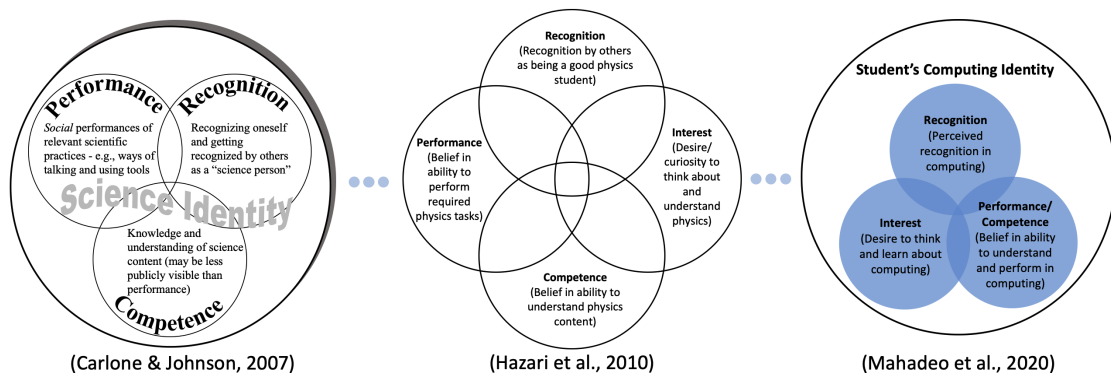 Performance
Recognition
Social performances of
relevant scientific
practices - e.g., ways of
talking and using tools
Recognizing oneself
and getting
recognized by others
as a "science person"
Science Identity
Knowledge and
understanding of science
content (may be less
publicly visible than
performance)
Competence
(Carlone & Johnson, 2007)
Recognition
(Recognition by others
as being a good physics
student)
Performance
(Belief in
ability to
perform
required
physics tasks)
Interest
(Desire/
curiosity to
think about
and
understand
physics)
Competence
(Belief in ability to
understand physics
content)
(Hazari et al., 2010)
Student's Computing Identity
Recognition
(Perceived
recognition in
computing)
Interest
(Desire to think
and learn about
computing)
Performance/
Competence
(Belief in ability
to understand
and perform in
computing)
(Mahadeo et al., 2020)